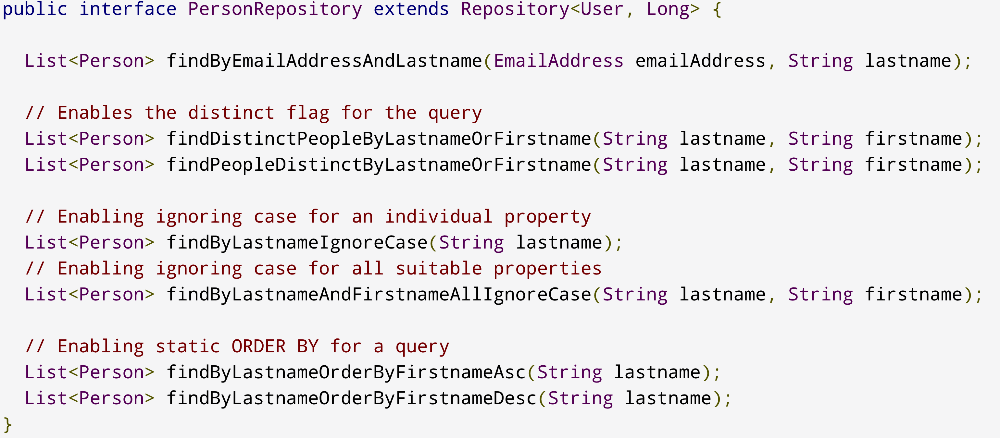 public interface PersonRepository extends Repository<User, Long> {
List<Person> findByEmailAddressAndLastname(EmailAddress emailAddress, String lastname);
// Enables the distinct flag for the query
List<Person> findDistinctPeopleByLastnameOrFirstname(String lastname, String firstname);
List<Person> findPeopleDistinctByLastnameOrFirstname(String lastname, String firstname);
// Enabling ignoring case for an individual property
List<Person> findByLastnameIgnoreCase(String lastname);
// Enabling ignoring case for all suitable properties
List<Person> findByLastnameAndFirstnameAllIgnoreCase(String lastname, String firstname);
// Enabling static ORDER BY for a query
List<Person> findByLastnameOrderByFirstnameAsc(String lastname);
List<Person> findByLastnameOrderByFirstnameDesc(String lastname);
}